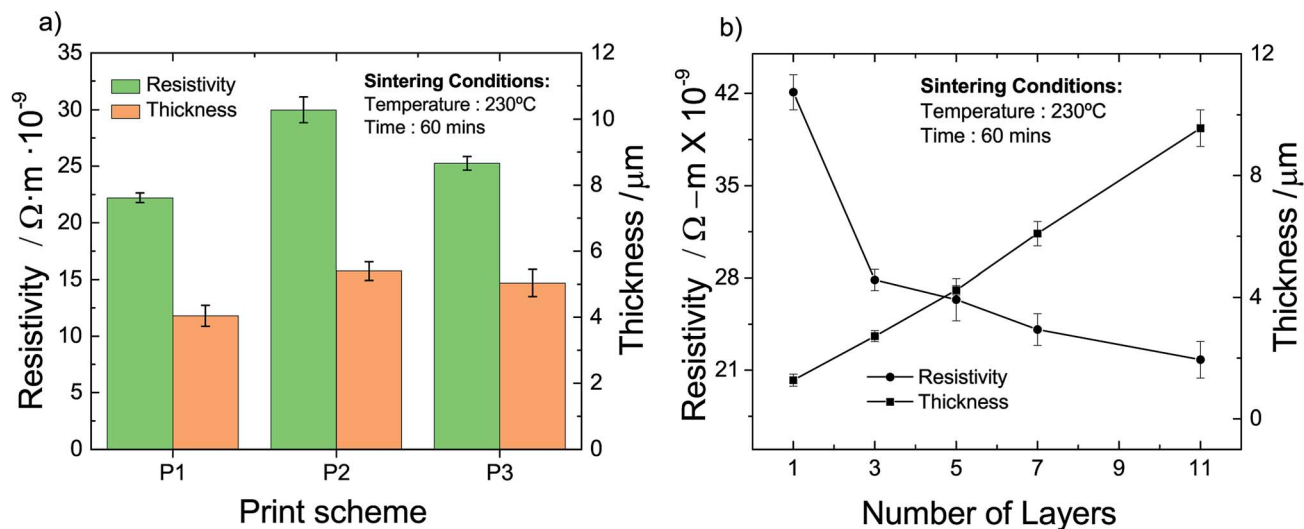 a)
Resistivity / Ω·m ·10⁻⁹
35
30
25
20
15
10
5
0
Resistivity
Thickness
Sintering Conditions:
Temperature : 230ºC
Time : 60 mins
12
10
8
6
4
2
0
Thickness /μm
P1 P2 P3
Print scheme
b)
Resistivity / Ω–m X 10⁻⁹
42
35
28
21
Sintering Conditions:
Temperature : 230ºC
Time : 60 mins
Resistivity
Thickness
12
8
4
0
Thickness /μm
1 3 5 7 9 11
Number of Layers